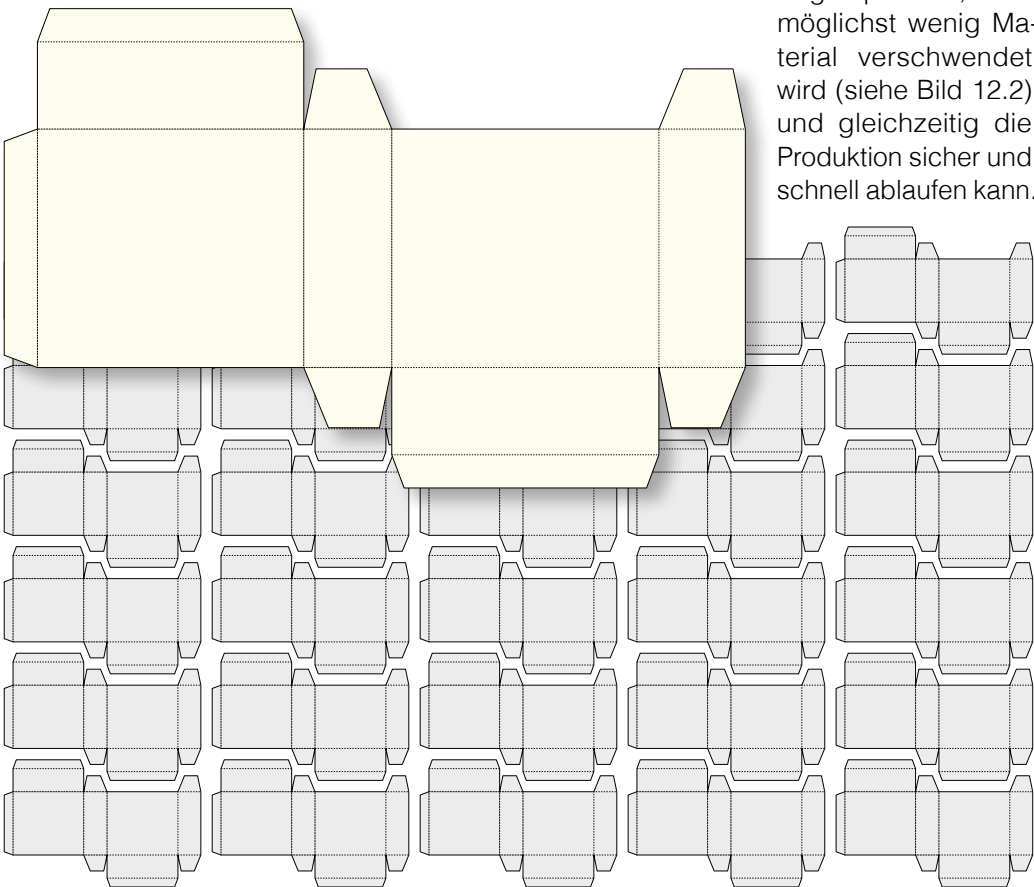 möglichst wenig Ma-
terial verschwendet
wird (siehe Bild 12.2)
und gleichzeitig die
Produktion sicher und
schnell ablaufen kann.